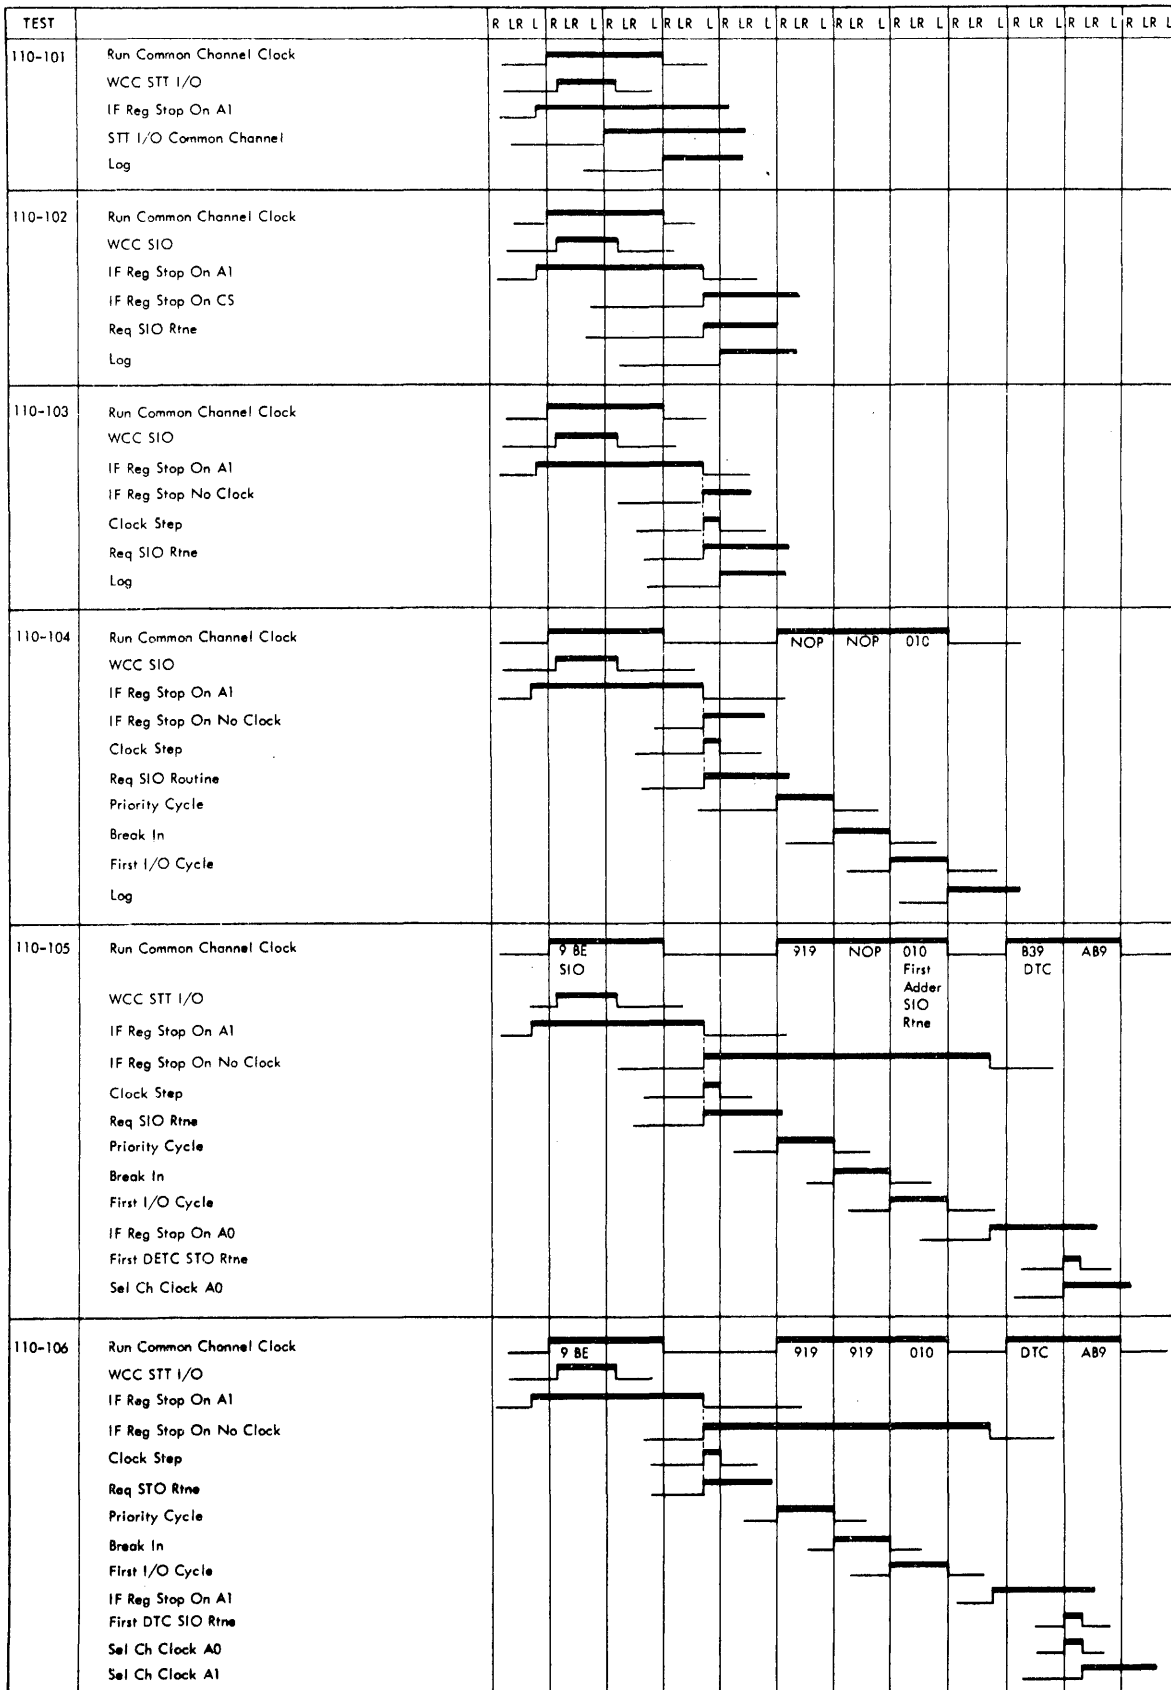 TEST R LR L R LR L R LR L R LR L R LR L R LR L R LR L R LR L R LR L R LR L R LR L R LR L
110-101 Run Common Channel Clock
WCC STT I/O
IF Reg Stop On A1
STT I/O Common Channel
Log
110-102 Run Common Channel Clock
WCC SIO
IF Reg Stop On A1
IF Reg Stop On CS
Req SIO Rtne
Log
110-103 Run Common Channel Clock
WCC SIO
IF Reg Stop On A1
IF Reg Stop No Clock
Clock Step
Req SIO Rtne
Log
110-104 Run Common Channel Clock NOP NOP 010
WCC SIO
IF Reg Stop On A1
IF Reg Stop On No Clock
Clock Step
Req SIO Routine
Priority Cycle
Break In
First I/O Cycle
Log
110-105 Run Common Channel Clock 9 BE 919 NOP 010 B39 AB9
SIO First DTC
Adder
WCC STT I/O SIO
Rtne
IF Reg Stop On A1
IF Reg Stop On No Clock
Clock Step
Req SIO Rtne
Priority Cycle
Break In
First I/O Cycle
IF Reg Stop On A0
First DETC STO Rtne
Sel Ch Clock A0
110-106 Run Common Channel Clock 9 BE 919 919 010 DTC AB9
WCC STT I/O
IF Reg Stop On A1
IF Reg Stop On No Clock
Clock Step
Req STO Rtne
Priority Cycle
Break In
First I/O Cycle
IF Reg Stop On A1
First DTC SIO Rtne
Sel Ch Clock A0
Sel Ch Clock A1